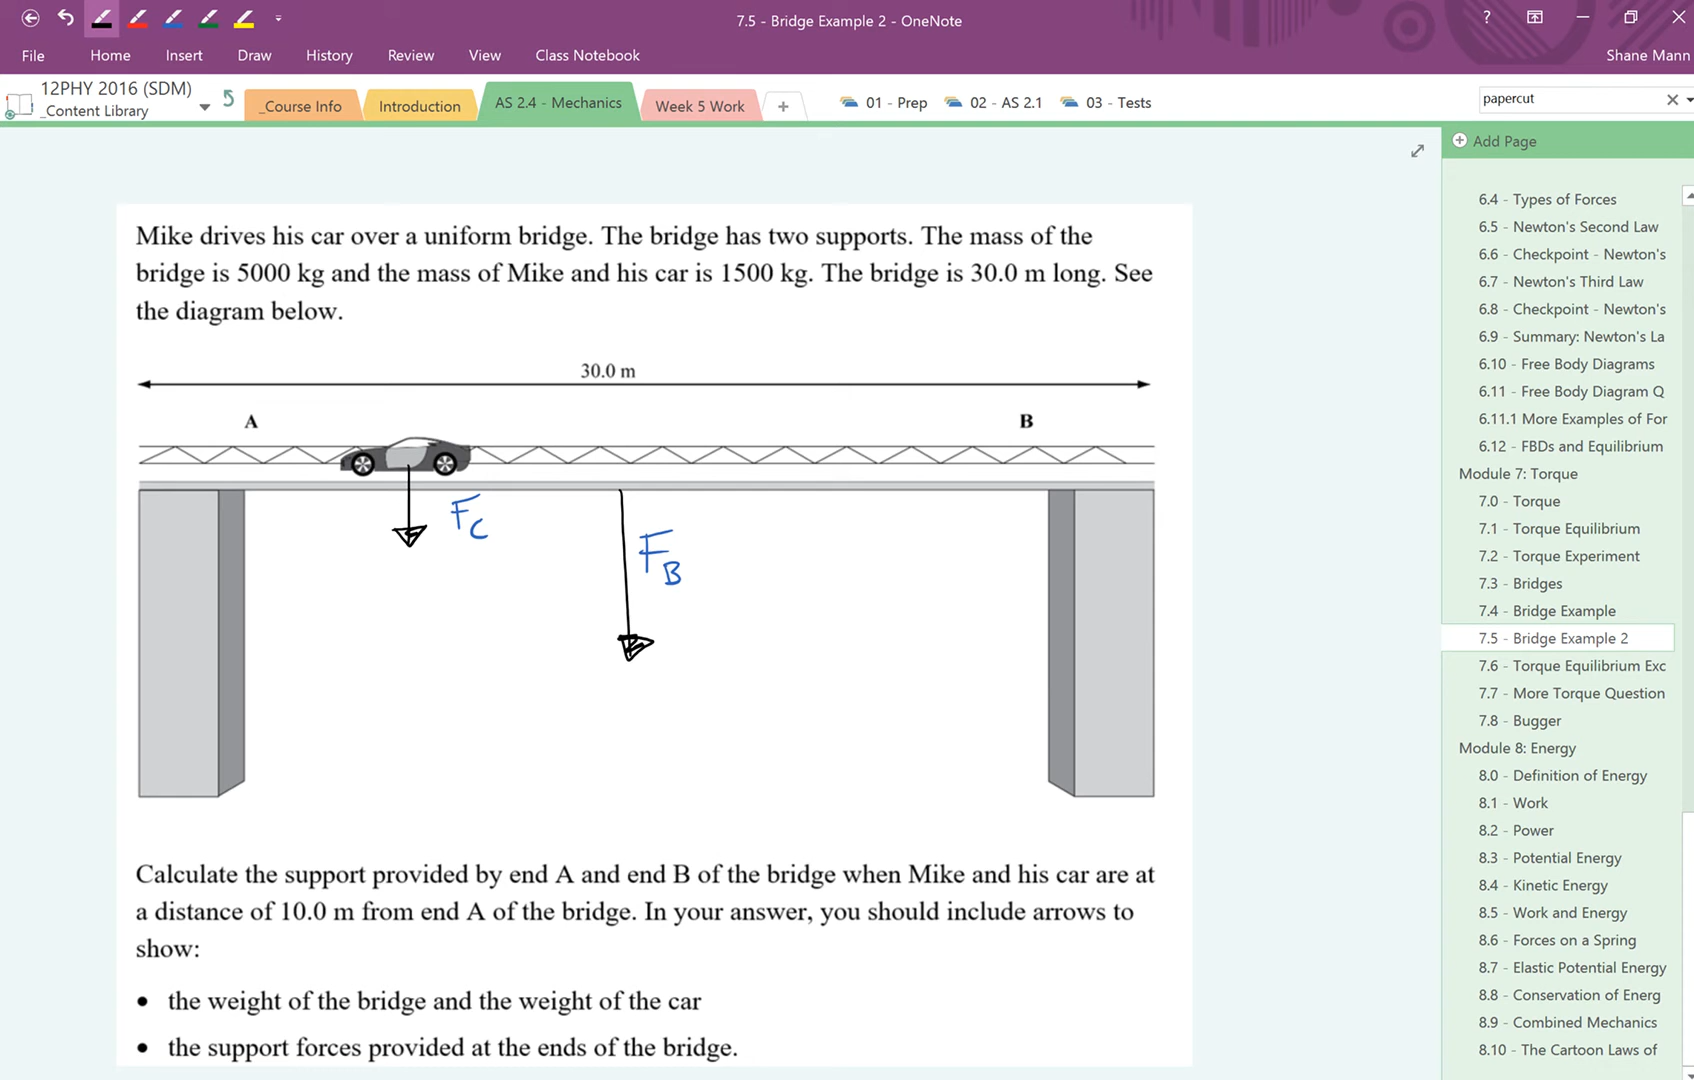 7.5 - Bridge Example 2 - OneNote
?
File Home Insert Draw History Review View Class Notebook
Shane Mann
12PHY 2016 (SDM)
_Content Library
_Course Info
Introduction
AS 2.4 - Mechanics
Week 5 Work
+
01 - Prep
02 - AS 2.1
03 - Tests
papercut
Add Page
6.4 - Types of Forces
6.5 - Newton's Second Law
6.6 - Checkpoint - Newton's
6.7 - Newton's Third Law
6.8 - Checkpoint - Newton's
6.9 - Summary: Newton's La
6.10 - Free Body Diagrams
6.11 - Free Body Diagram Q
6.11.1 More Examples of For
6.12 - FBDs and Equilibrium
Module 7: Torque
7.0 - Torque
7.1 - Torque Equilibrium
7.2 - Torque Experiment
7.3 - Bridges
7.4 - Bridge Example
7.5 - Bridge Example 2
7.6 - Torque Equilibrium Exc
7.7 - More Torque Question
7.8 - Bugger
Module 8: Energy
8.0 - Definition of Energy
8.1 - Work
8.2 - Power
8.3 - Potential Energy
8.4 - Kinetic Energy
8.5 - Work and Energy
8.6 - Forces on a Spring
8.7 - Elastic Potential Energy
8.8 - Conservation of Energ
8.9 - Combined Mechanics
8.10 - The Cartoon Laws of
Mike drives his car over a uniform bridge. The bridge has two supports. The mass of the
bridge is 5000 kg and the mass of Mike and his car is 1500 kg. The bridge is 30.0 m long. See
the diagram below.
30.0 m
A
B
F_C
F_B
Calculate the support provided by end A and end B of the bridge when Mike and his car are at
a distance of 10.0 m from end A of the bridge. In your answer, you should include arrows to
show:
• the weight of the bridge and the weight of the car
• the support forces provided at the ends of the bridge.